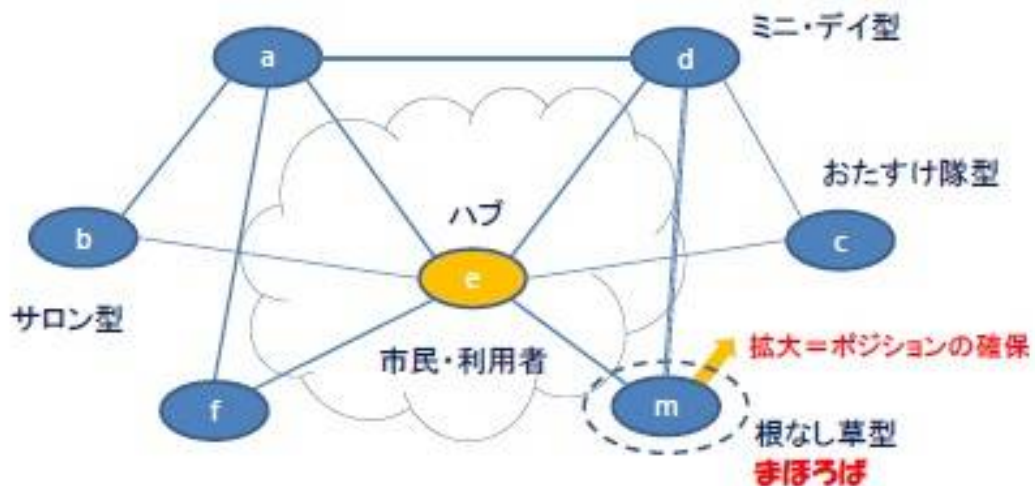 ミニ・デイ型
a
d
おたすけ隊型
ハブ
b
c
e
サロン型
市民・利用者
拡大＝ポジションの確保
f
m
根なし草型
まほろば